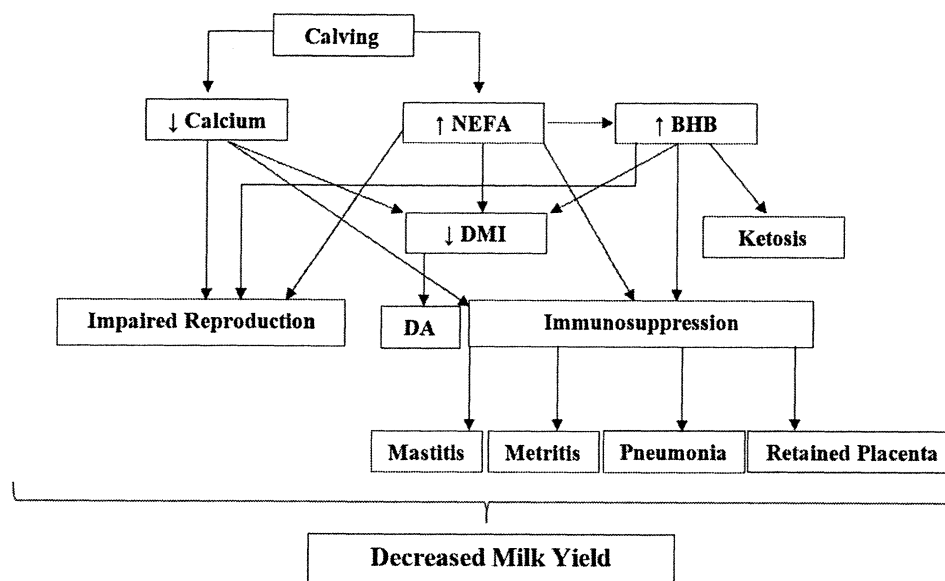 Calving
↓ Calcium
↑ NEFA
↑ BHB
↓ DMI
Ketosis
Impaired Reproduction
DA
Immunosuppression
Mastitis
Metritis
Pneumonia
Retained Placenta
Decreased Milk Yield